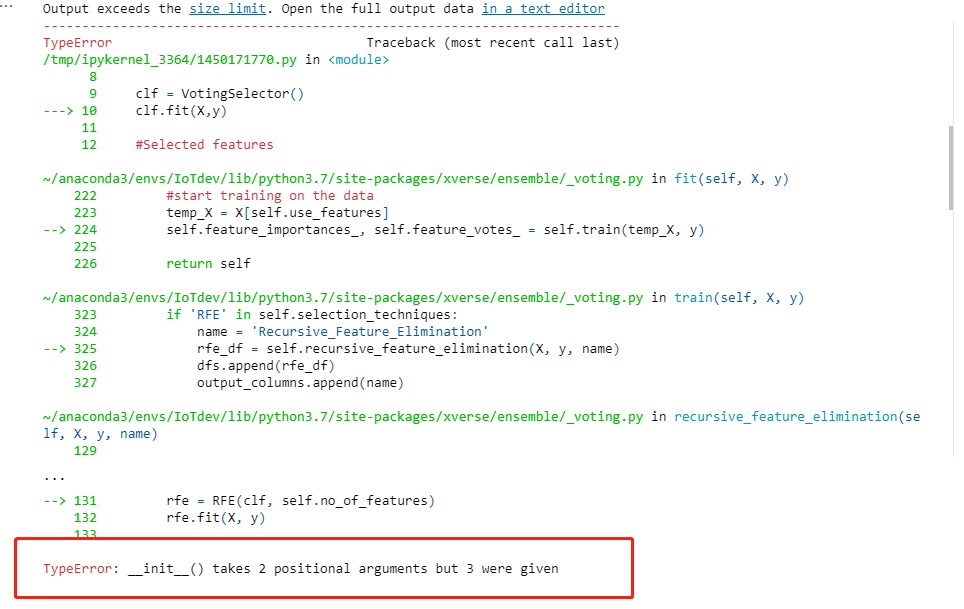 Output exceeds the size limit. Open the full output data in a text editor
---------------------------------------------------------------------------
TypeError                                 Traceback (most recent call last)
/tmp/ipykernel_3364/1450171770.py in <module>
      8
      9     clf = VotingSelector()
---> 10     clf.fit(X,y)
     11
     12     #Selected features

~/anaconda3/envs/IoTdev/lib/python3.7/site-packages/xverse/ensemble/_voting.py in fit(self, X, y)
    222         #start training on the data
    223         temp_X = X[self.use_features]
--> 224         self.feature_importances_, self.feature_votes_ = self.train(temp_X, y)
    225
    226         return self

~/anaconda3/envs/IoTdev/lib/python3.7/site-packages/xverse/ensemble/_voting.py in train(self, X, y)
    323         if 'RFE' in self.selection_techniques:
    324             name = 'Recursive_Feature_Elimination'
--> 325             rfe_df = self.recursive_feature_elimination(X, y, name)
    326             dfs.append(rfe_df)
    327             output_columns.append(name)

~/anaconda3/envs/IoTdev/lib/python3.7/site-packages/xverse/ensemble/_voting.py in recursive_feature_elimination(se
lf, X, y, name)
    129
...
--> 131         rfe = RFE(clf, self.no_of_features)
    132         rfe.fit(X, y)
    133

TypeError: __init__() takes 2 positional arguments but 3 were given